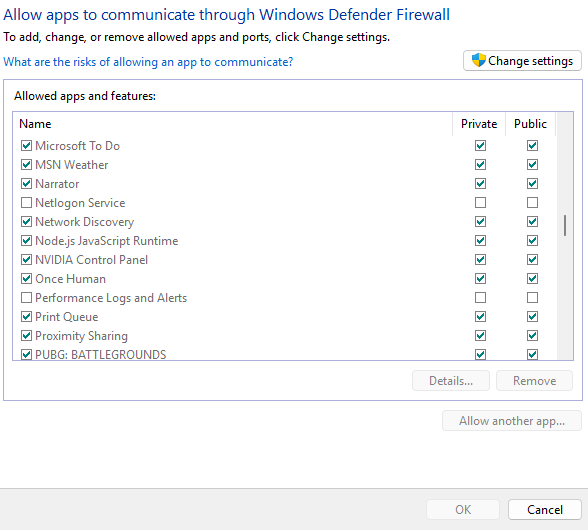 Allow apps to communicate through Windows Defender Firewall
To add, change, or remove allowed apps and ports, click Change settings.
What are the risks of allowing an app to communicate?
Change settings
Allowed apps and features:
Name Private Public
Microsoft To Do
MSN Weather
Narrator
Netlogon Service
Network Discovery
Node.js JavaScript Runtime
NVIDIA Control Panel
Once Human
Performance Logs and Alerts
Print Queue
Proximity Sharing
PUBG: BATTLEGROUNDS
Details... Remove
Allow another app...
OK Cancel